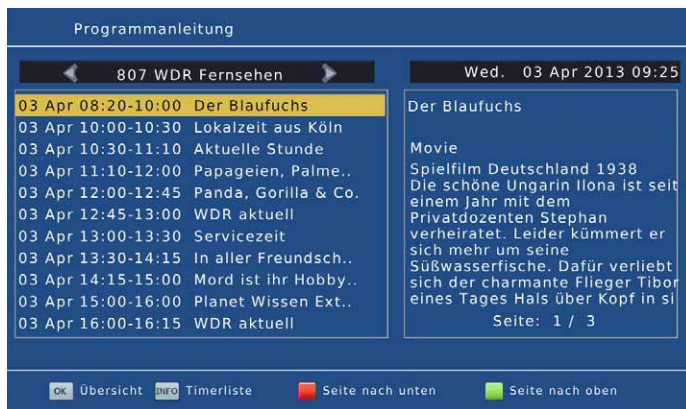 Programmanleitung
807 WDR Fernsehen
Wed. 03 Apr 2013 09:25
03 Apr 08:20-10:00 Der Blaufuchs
03 Apr 10:00-10:30 Lokalzeit aus Köln
03 Apr 10:30-11:10 Aktuelle Stunde
03 Apr 11:10-12:00 Papageien, Palme..
03 Apr 12:00-12:45 Panda, Gorilla & Co.
03 Apr 12:45-13:00 WDR aktuell
03 Apr 13:00-13:30 Servicezeit
03 Apr 13:30-14:15 In aller Freundsch..
03 Apr 14:15-15:00 Mord ist ihr Hobby..
03 Apr 15:00-16:00 Planet Wissen Ext..
03 Apr 16:00-16:15 WDR aktuell
Der Blaufuchs
Movie
Spielfilm Deutschland 1938
Die schöne Ungarin Ilona ist seit
einem Jahr mit dem
Privatdozenten Stephan
verheiratet. Leider kümmert er
sich mehr um seine
Süßwasserfische. Dafür verliebt
sich der charmante Flieger Tibor
eines Tages Hals über Kopf in si
Seite: 1 / 3
OK Übersicht INFO Timerliste Seite nach unten Seite nach oben